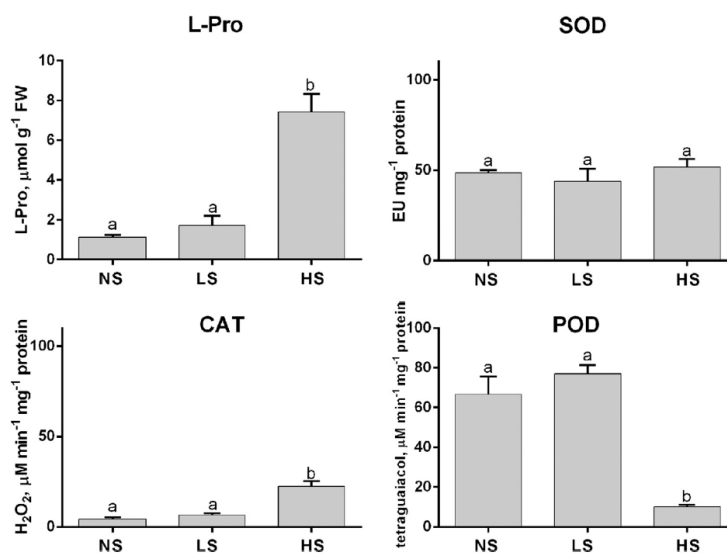 L-Pro
L-Pro, μmol g⁻¹ FW
10
8
6
4
2
0
a
a
b
NS
LS
HS
SOD
EU mg⁻¹ protein
100
50
0
a
a
a
NS
LS
HS
CAT
H₂O₂, μM min⁻¹ mg⁻¹ protein
100
50
0
a
a
b
NS
LS
HS
POD
tetraguaiacol, μM min⁻¹ mg⁻¹ protein
100
80
60
40
20
0
a
a
b
NS
LS
HS